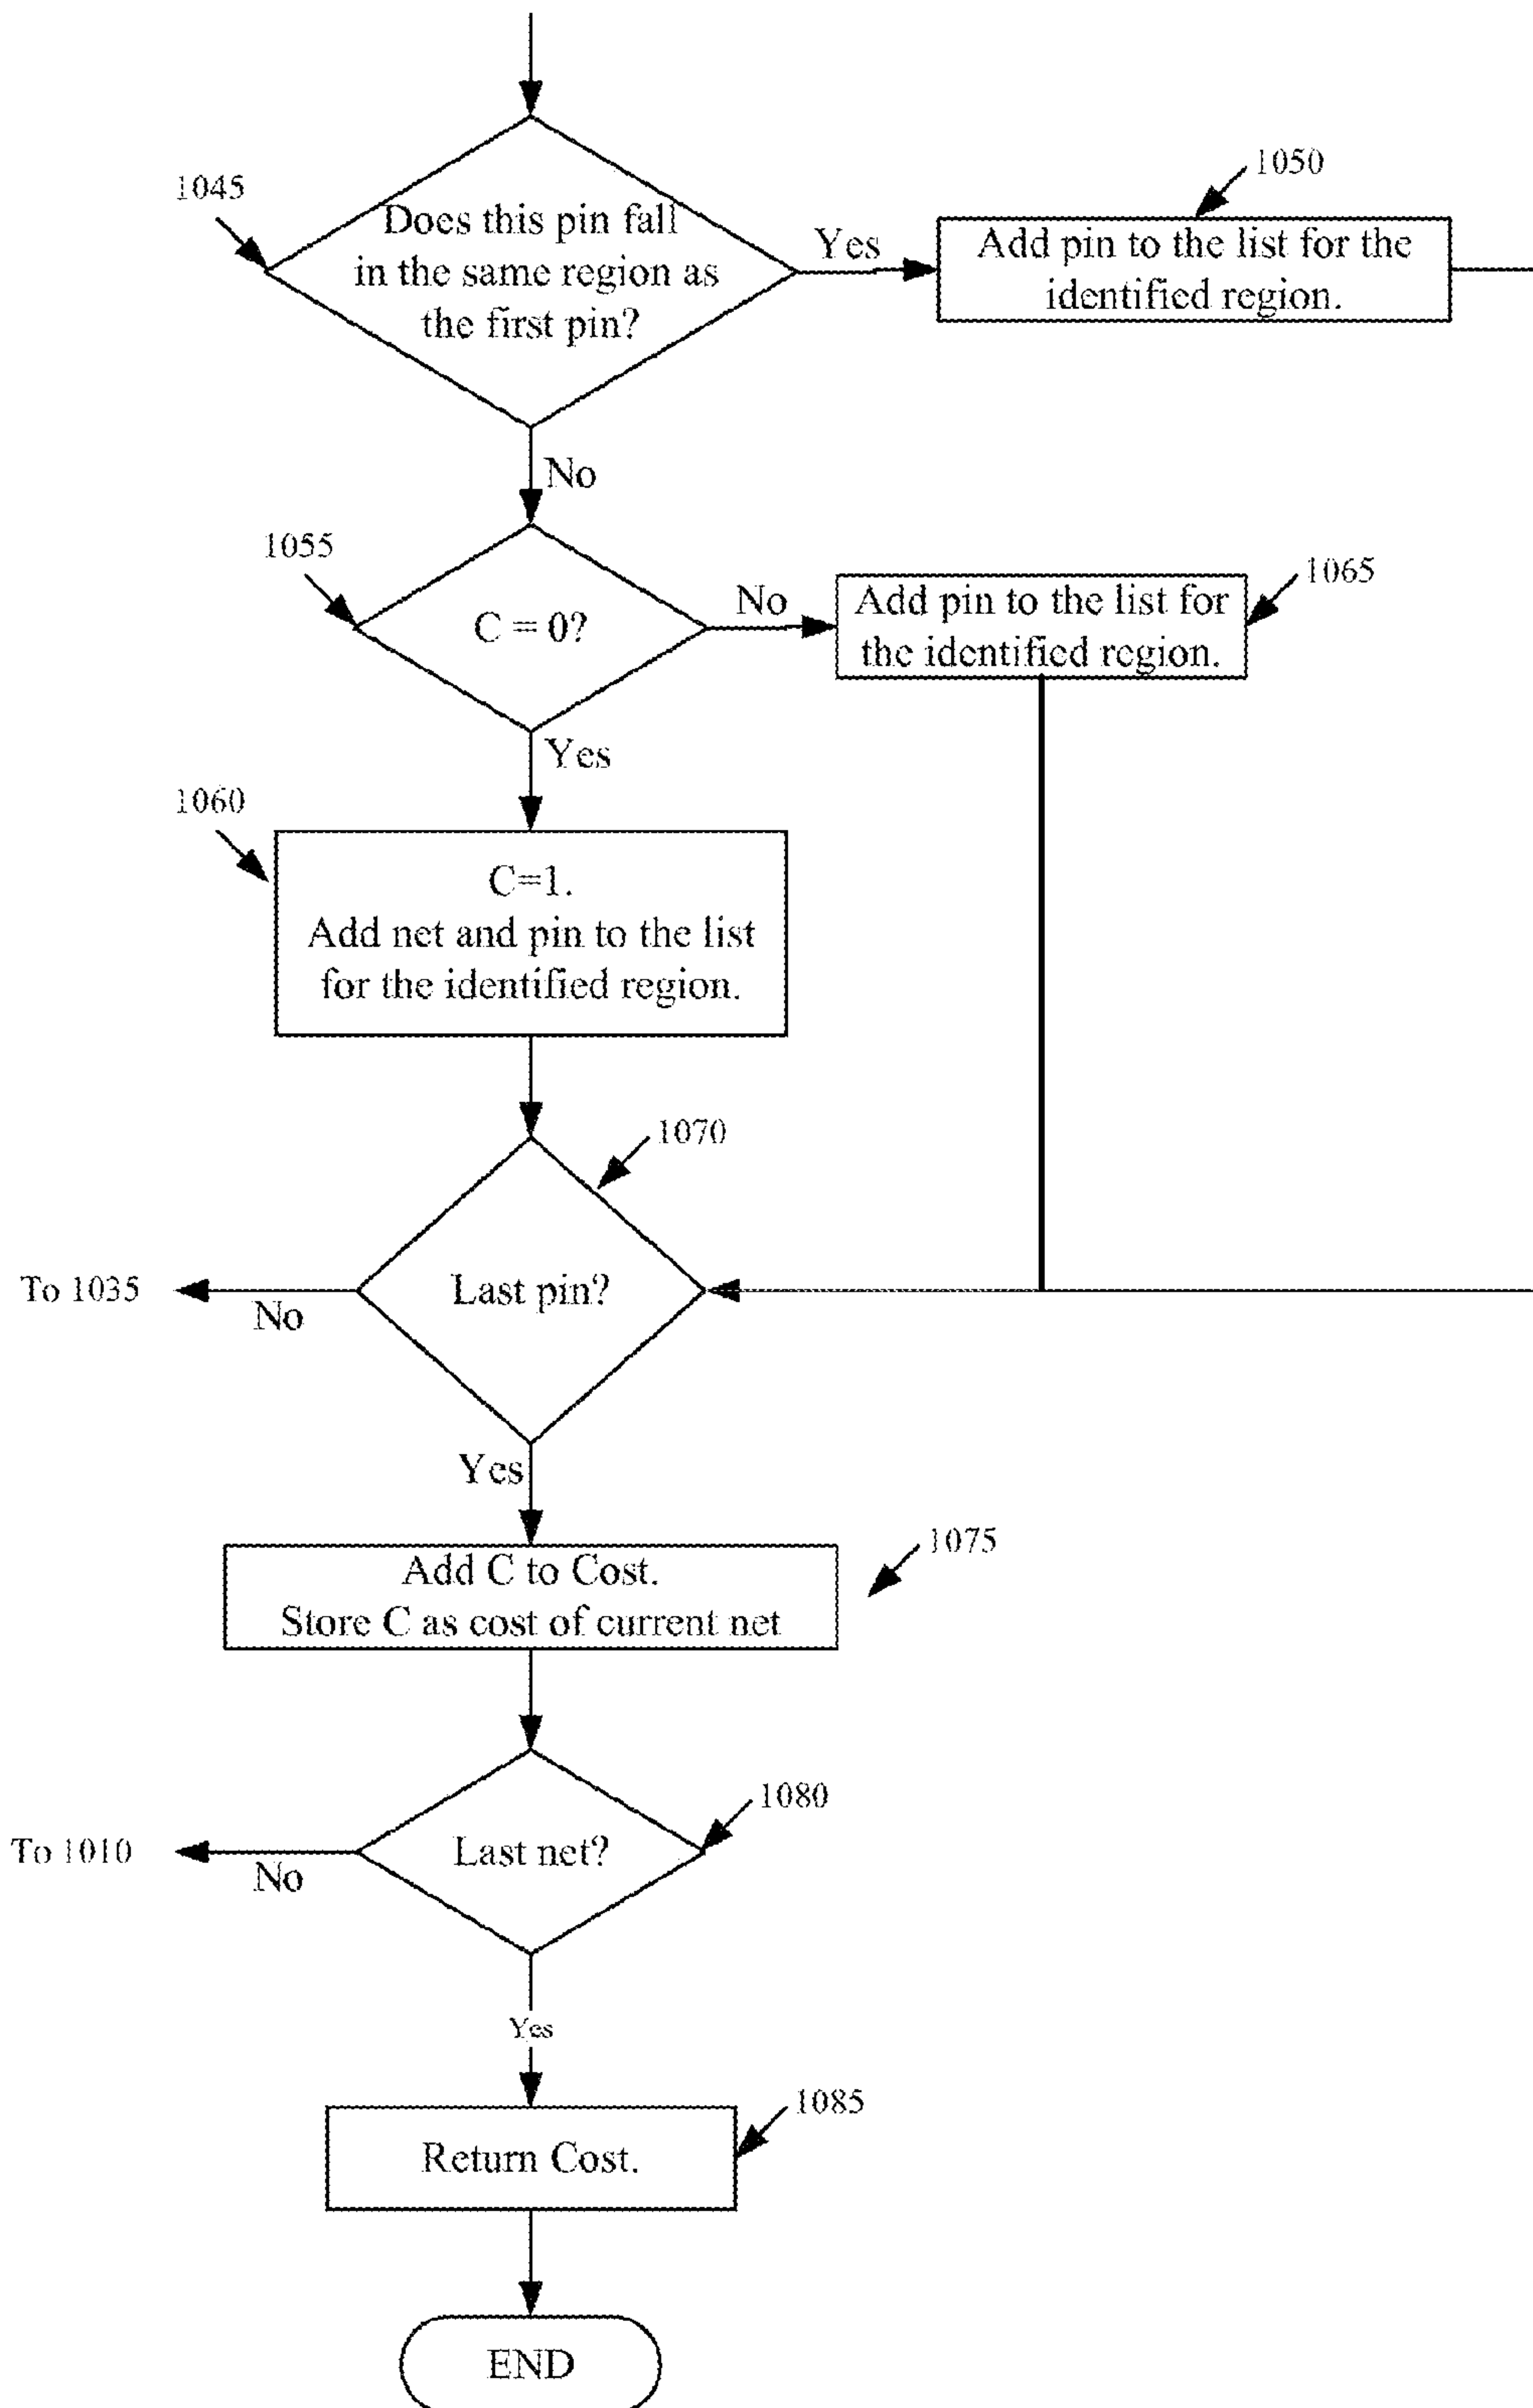 1045
Does this pin fall
in the same region as
the first pin?
Yes
1050
Add pin to the list for the
identified region.
No
1055
C = 0?
No
1065
Add pin to the list for
the identified region.
Yes
1060
C=1.
Add net and pin to the list
for the identified region.
1070
Last pin?
To 1035
No
Yes
1075
Add C to Cost.
Store C as cost of current net
1080
Last net?
To 1010
No
Yes
1085
Return Cost.
END